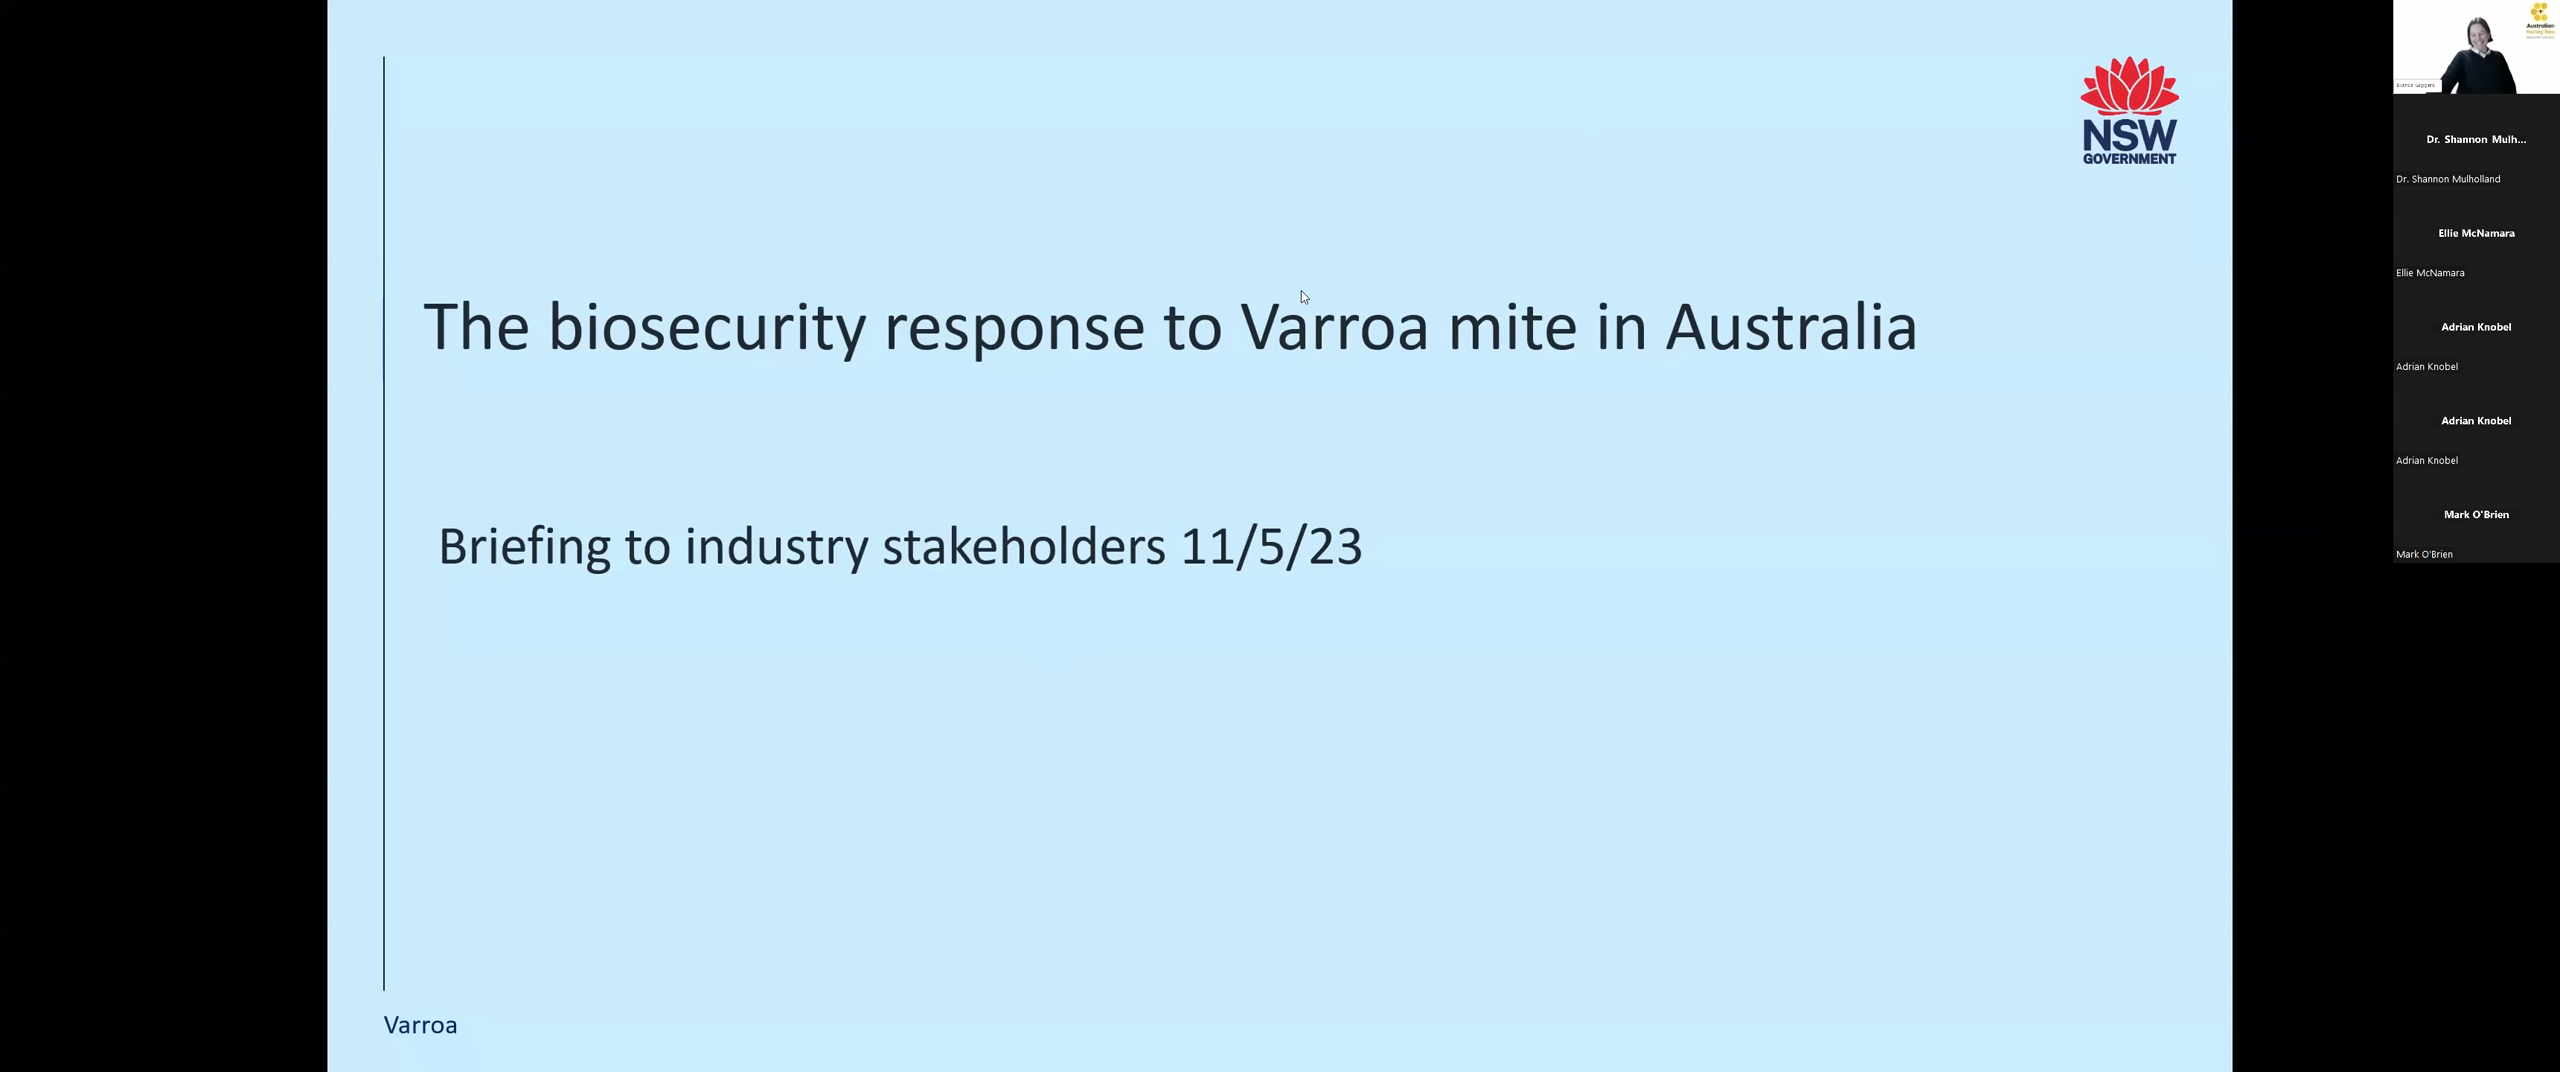 NSW
GOVERNMENT
The biosecurity response to Varroa mite in Australia
Briefing to industry stakeholders 11/5/23
Varroa
Australian
Dr. Shannon Mulh...
Dr. Shannon Mulholland
Ellie McNamara
Ellie McNamara
Adrian Knobel
Adrian Knobel
Adrian Knobel
Adrian Knobel
Mark O'Brien
Mark O'Brien